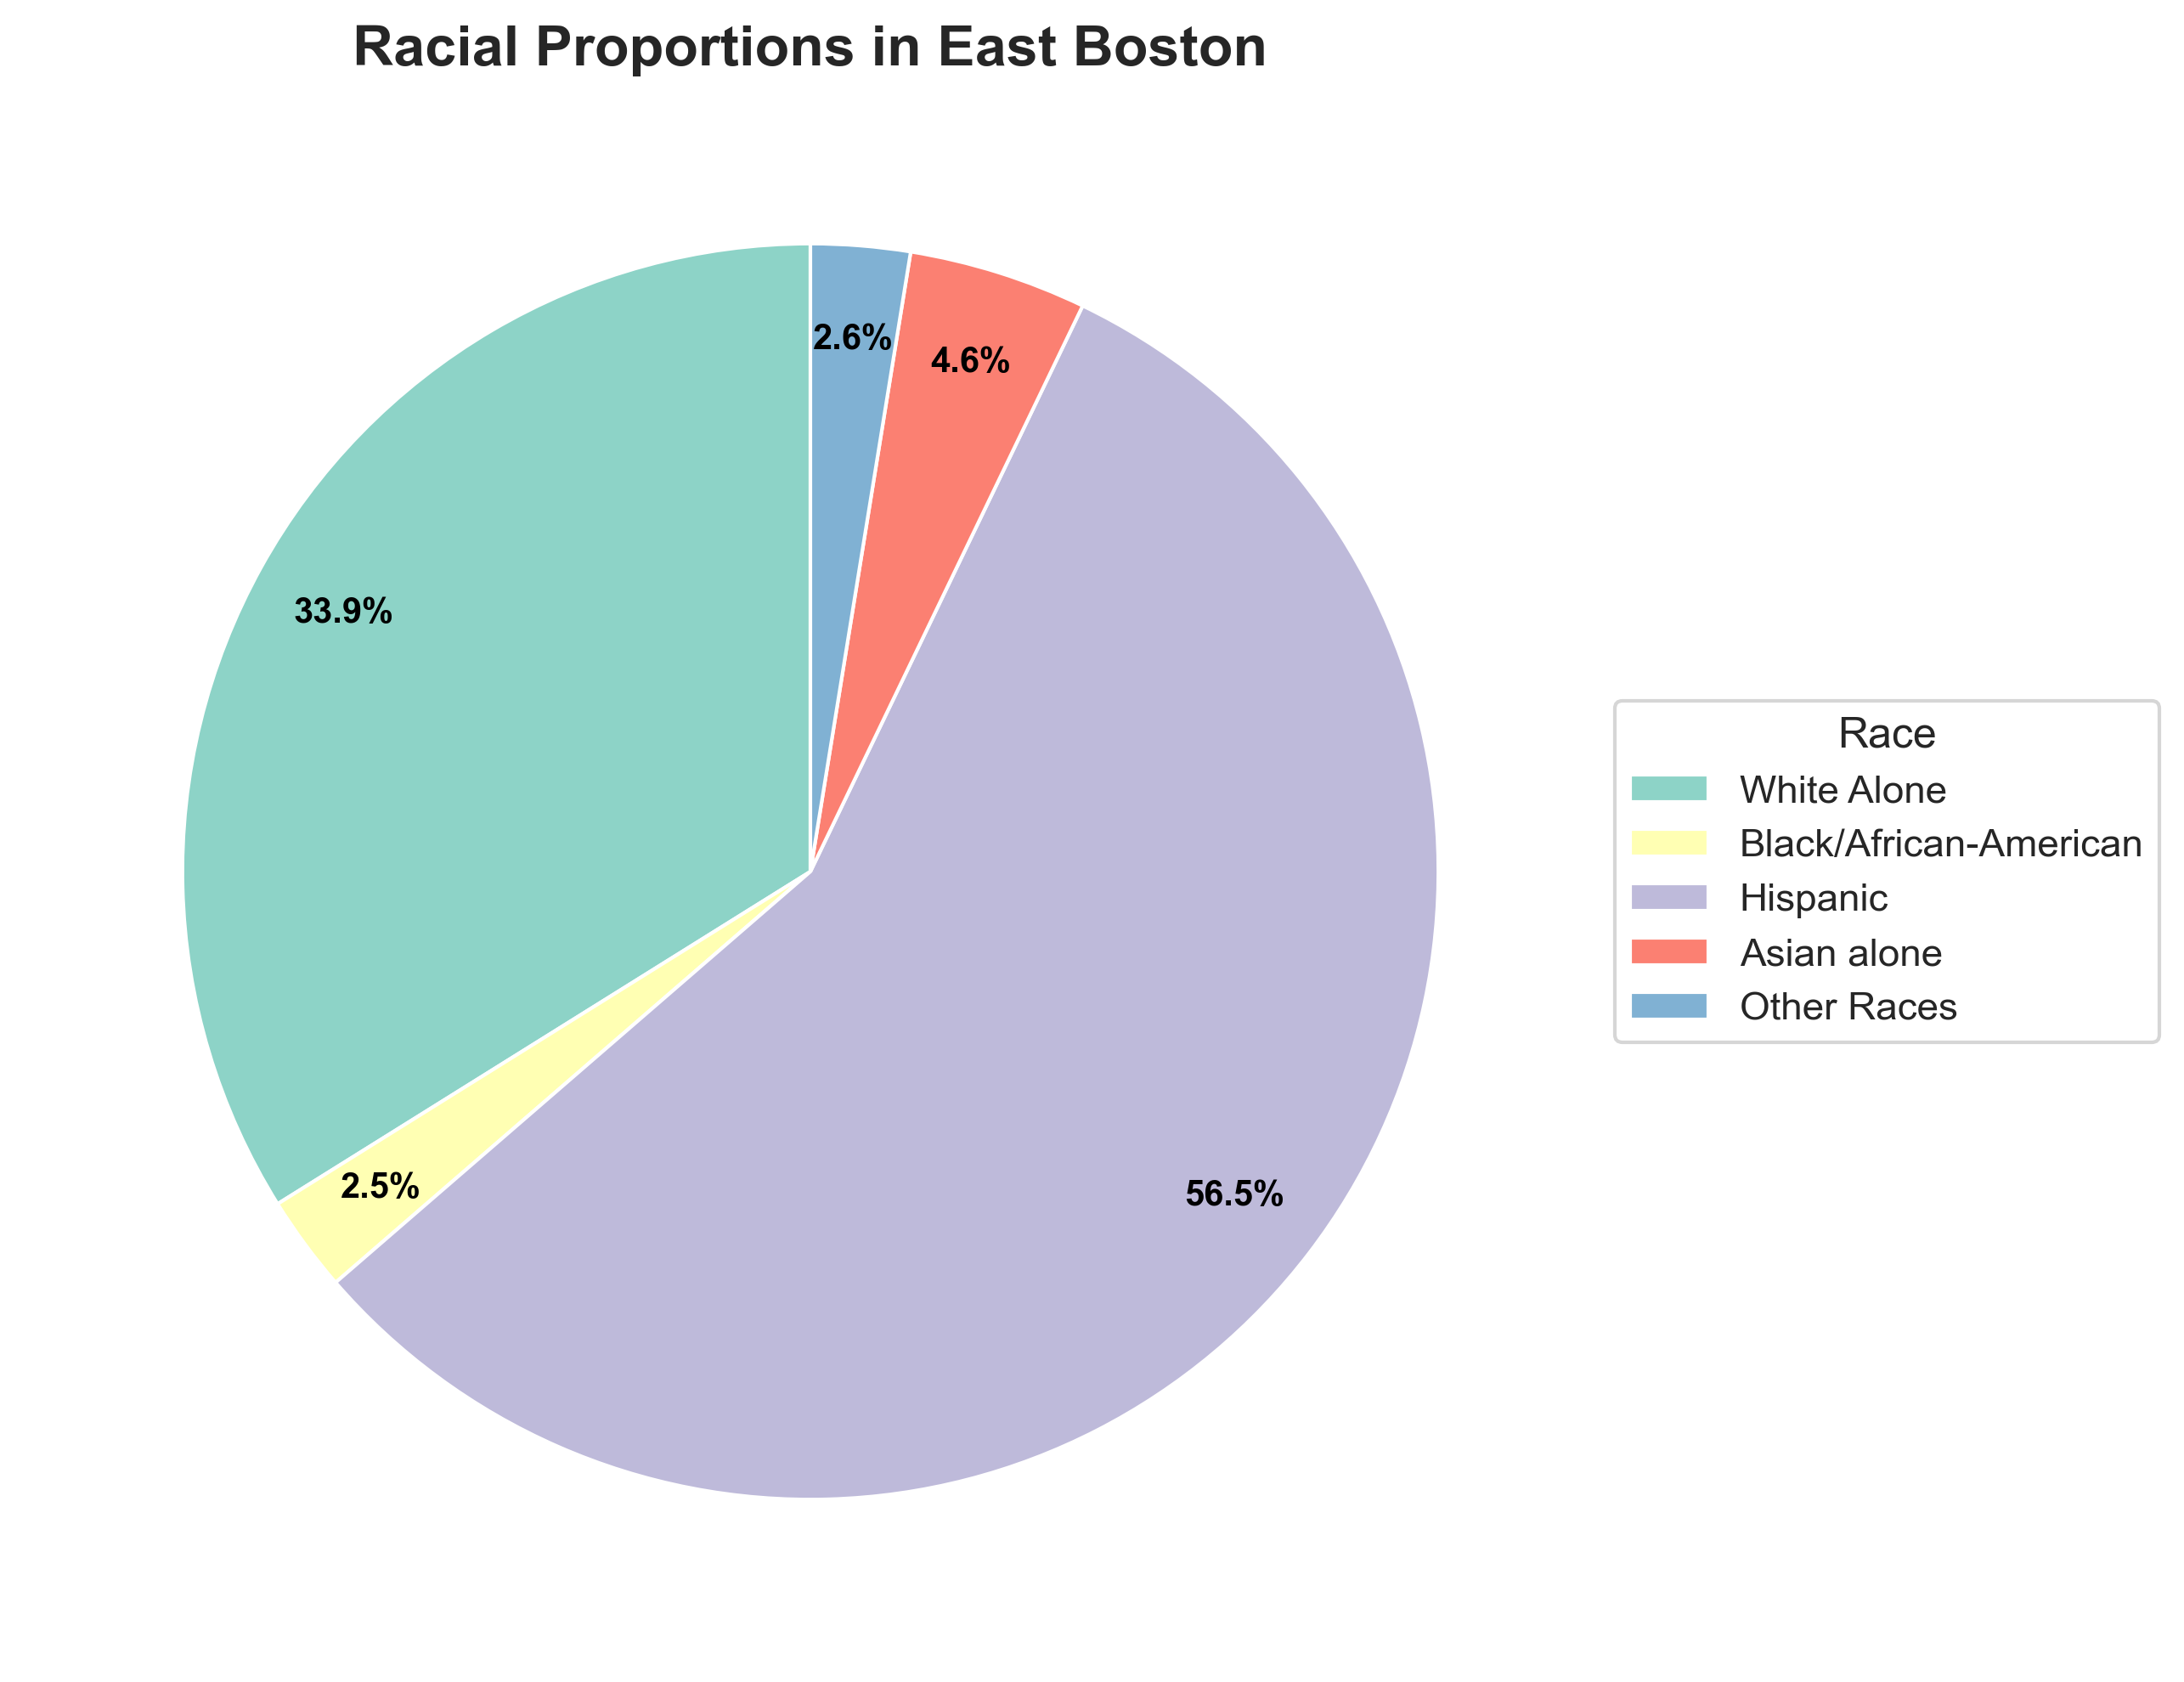 Racial Proportions in East Boston
2.6%
4.6%
33.9%
2.5%
56.5%
Race
White Alone
Black/African-American
Hispanic
Asian alone
Other Races